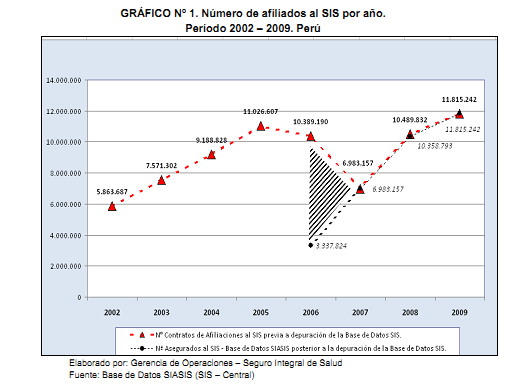 GRÁFICO Nº 1. Número de afiliados al SIS por año.
Periodo 2002 – 2009. Perú
14.000.000
12.000.000
10.000.000
8.000.000
6.000.000
4.000.000
2.000.000
0
5.863.687
7.571.302
9.188.828
11.026.607
10.389.190
6.983.157
10.489.832
11.815.242
11.815.242
10.358.793
6.983.157
3.337.824
2002 2003 2004 2005 2006 2007 2008 2009
Nº Contratos de Afiliaciones al SIS previa a depuración de la Base de Datos SIS.
Nº Asegurados al SIS - Base de Datos SIASIS posterior a la depuración de la Base de Datos SIS.
Elaborado por: Gerencia de Operaciones – Seguro Integral de Salud
Fuente: Base de Datos SIASIS (SIS – Central)